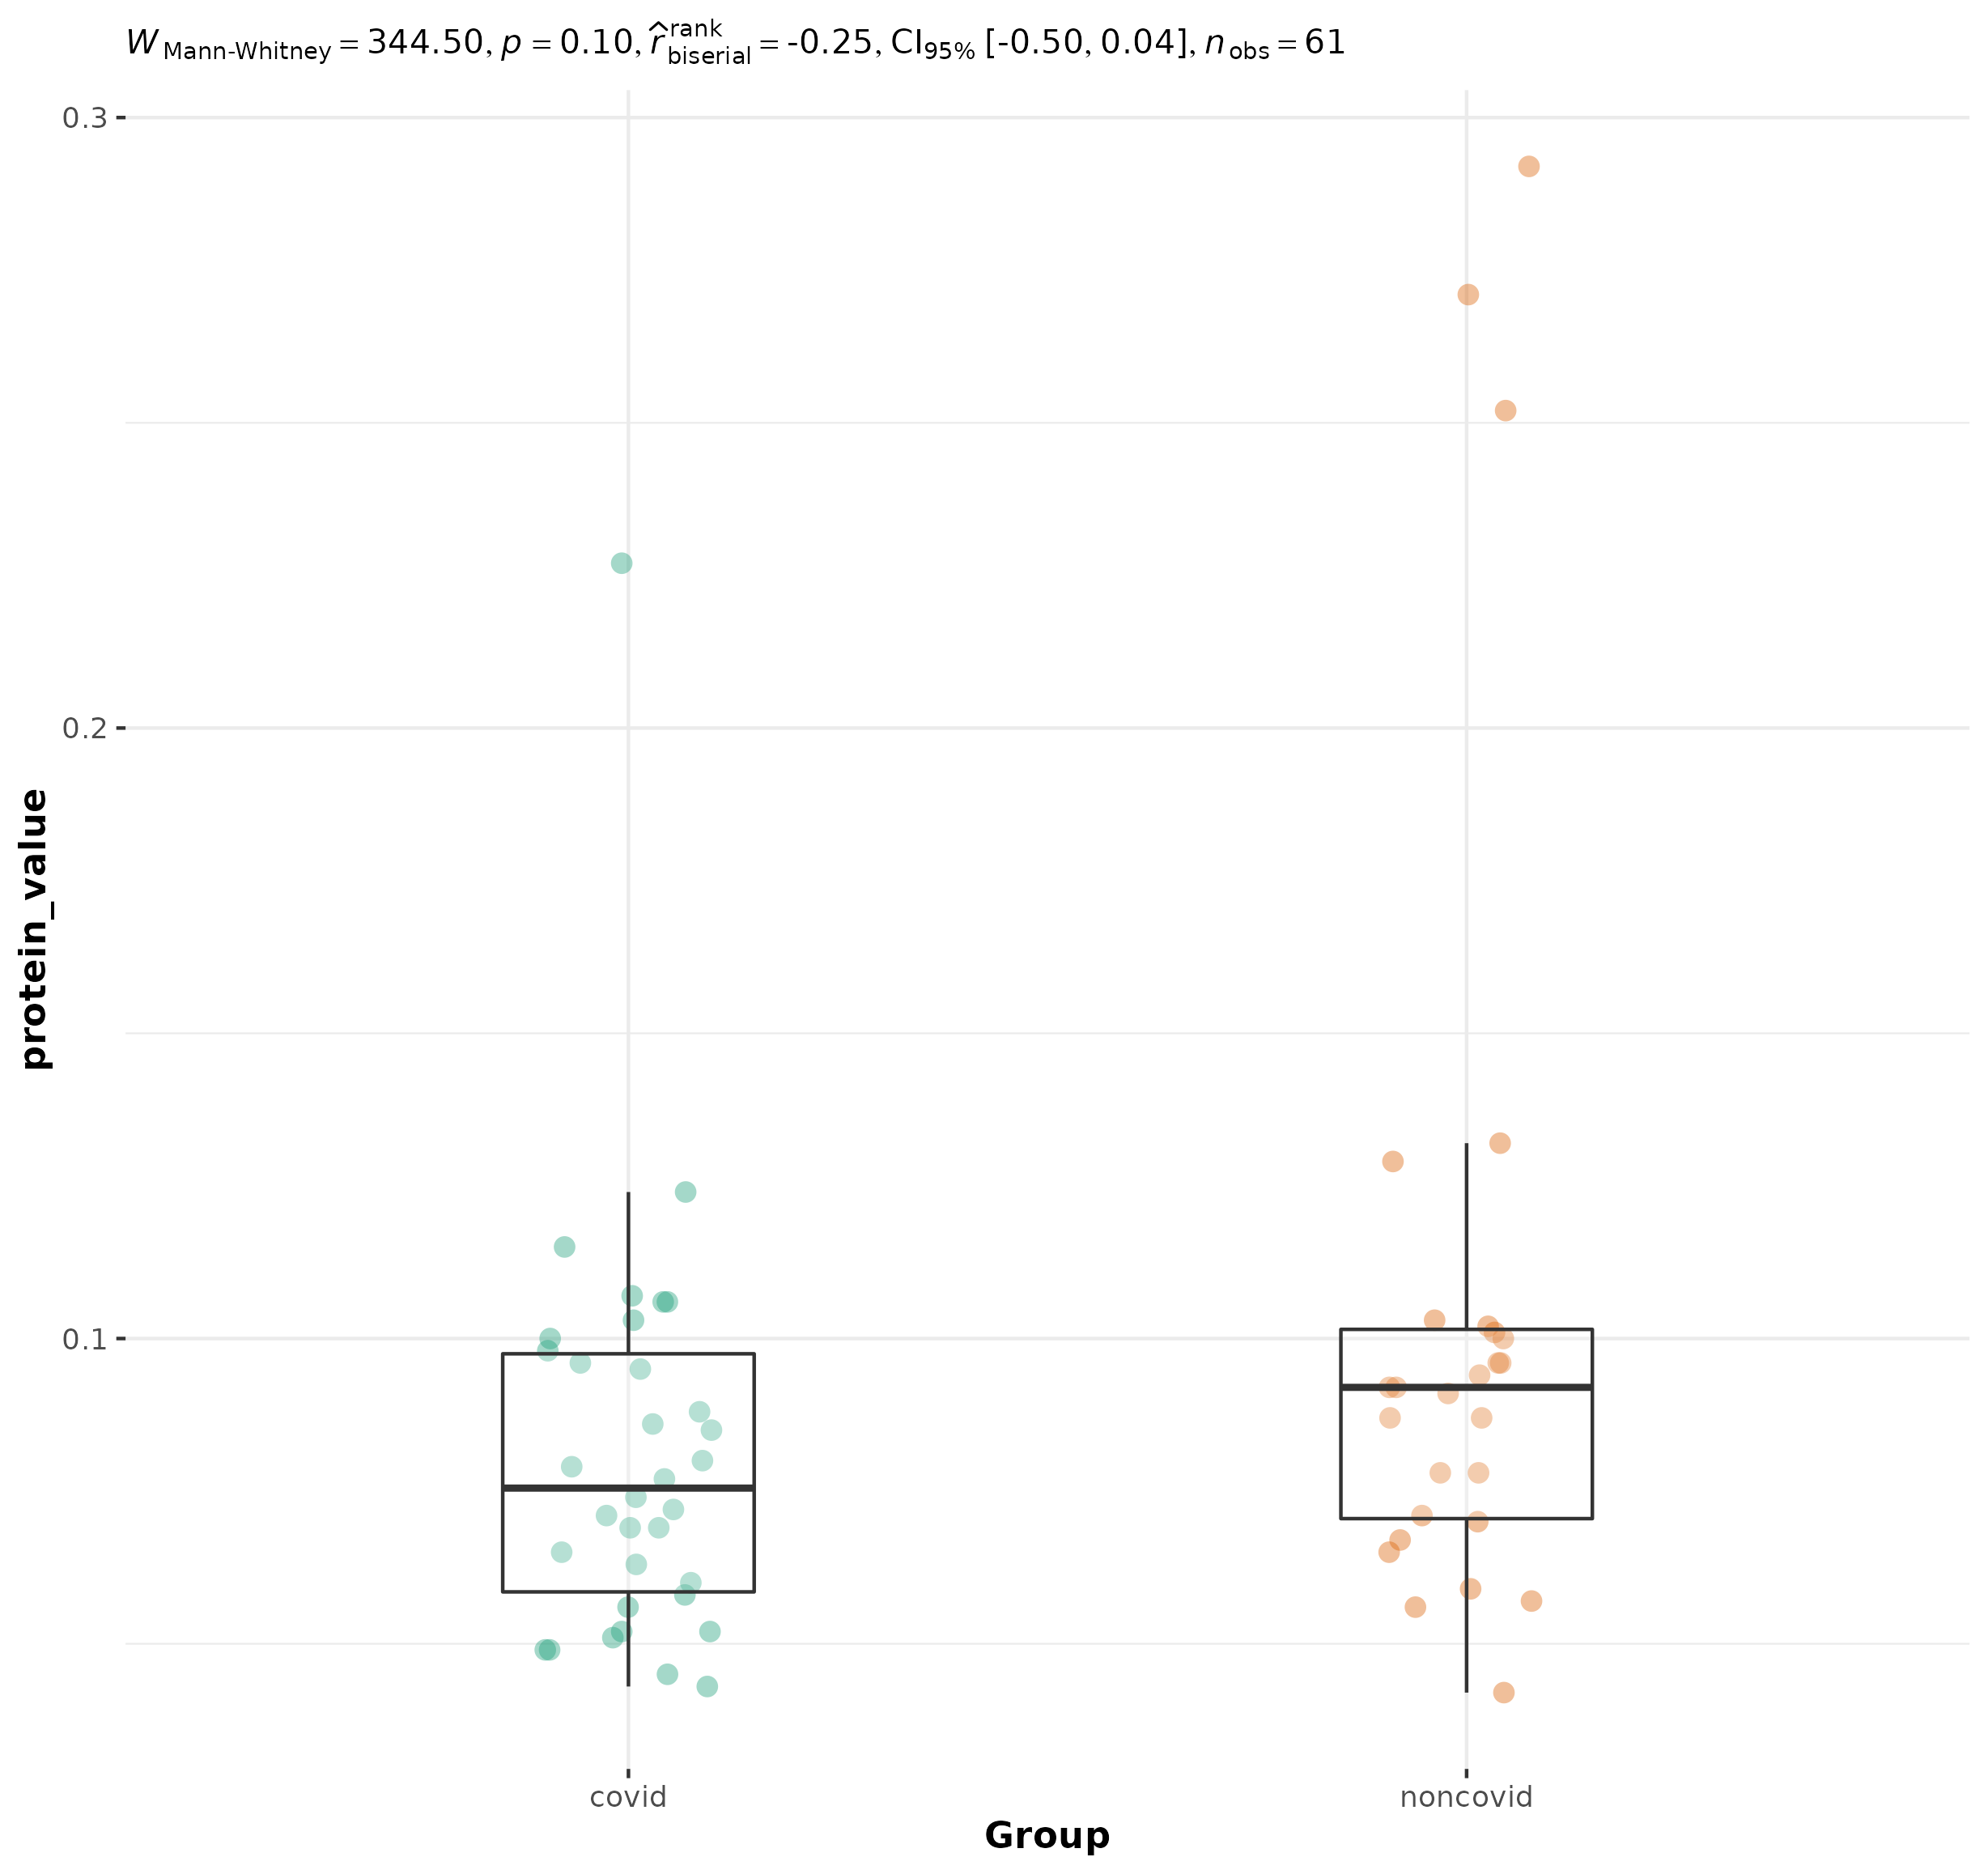 W Mann-Whitney = 344.50, p = 0.10, r̂ rank biserial = -0.25, CI95% [-0.50, 0.04], n obs = 61
0.3
0.2
0.1
protein_value
covid noncovid
Group